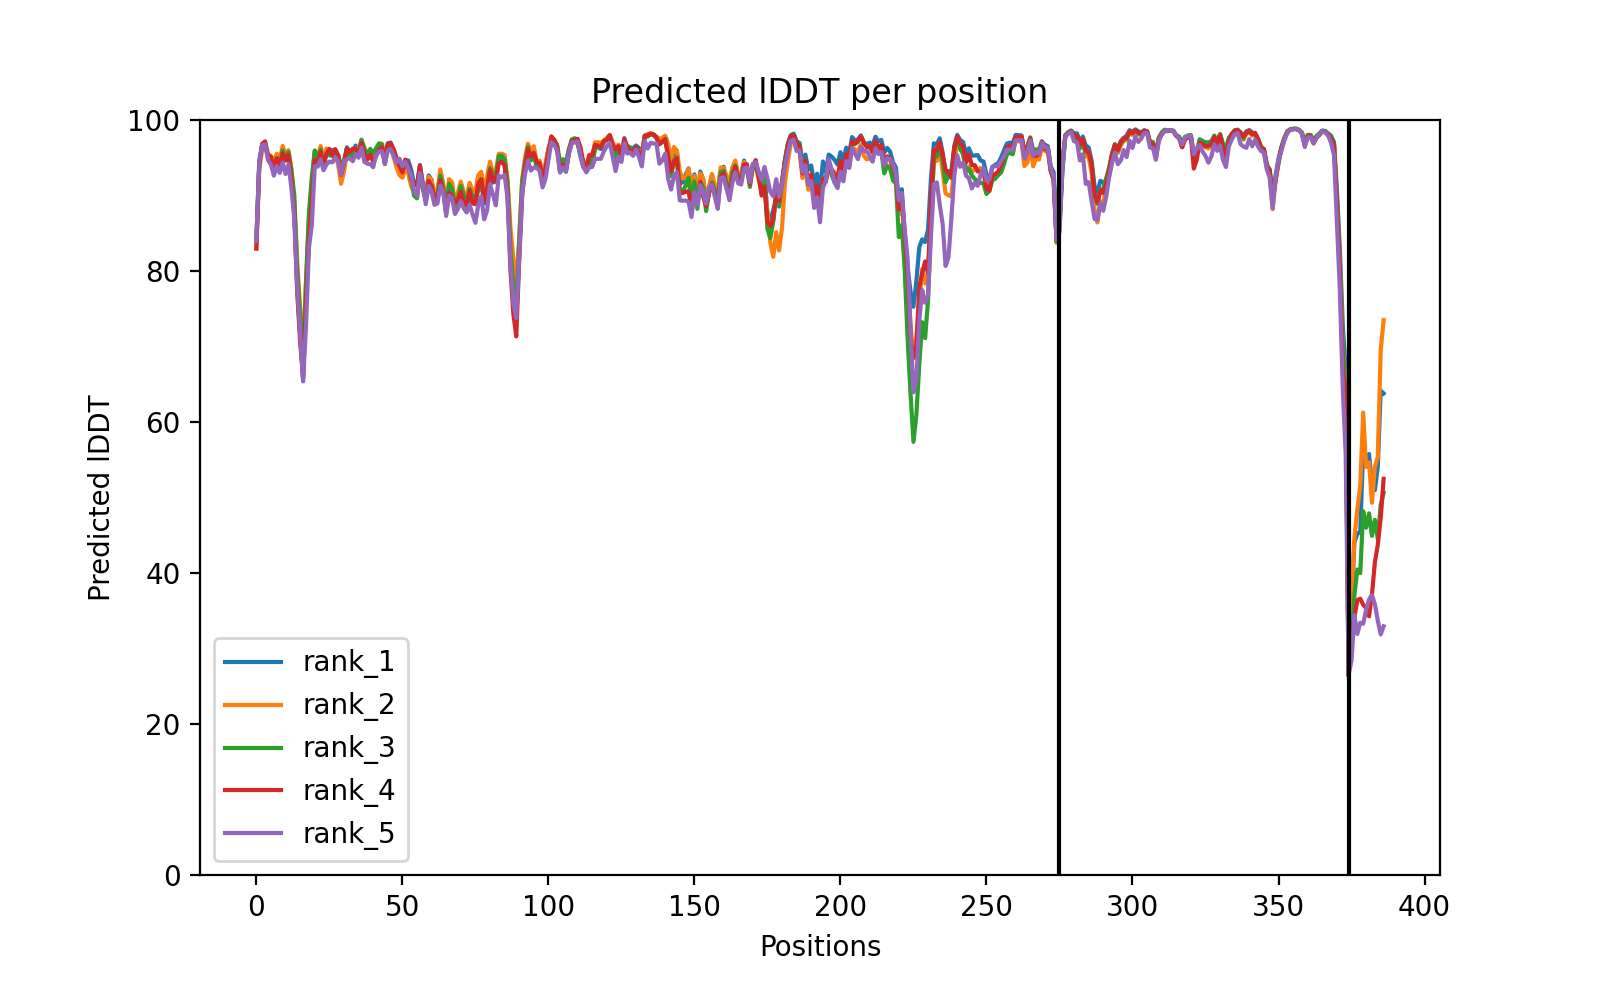 Predicted lDDT per position
100
80
60
40
20
0
Predicted lDDT
rank_1
rank_2
rank_3
rank_4
rank_5
0 50 100 150 200 250 300 350 400
Positions